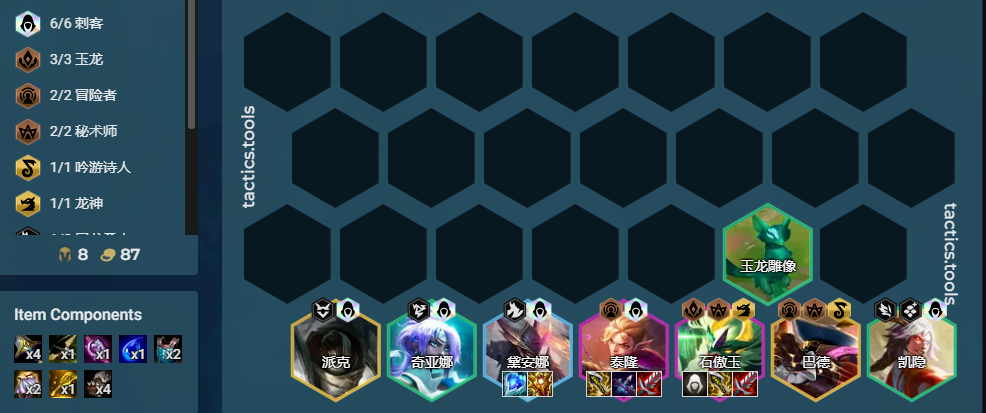 6/6 刺客
3/3 玉龙
2/2 冒险者
2/2 秘术师
1/1 吟游诗人
1/1 龙神
8 87
Item Components
x4 x1 x1 x1 x2
x2 x1 x4
tactics.tools
tactics.tools
玉龙雕像
派克
奇亚娜
黛安娜
泰隆
石傲玉
巴德
凯隐